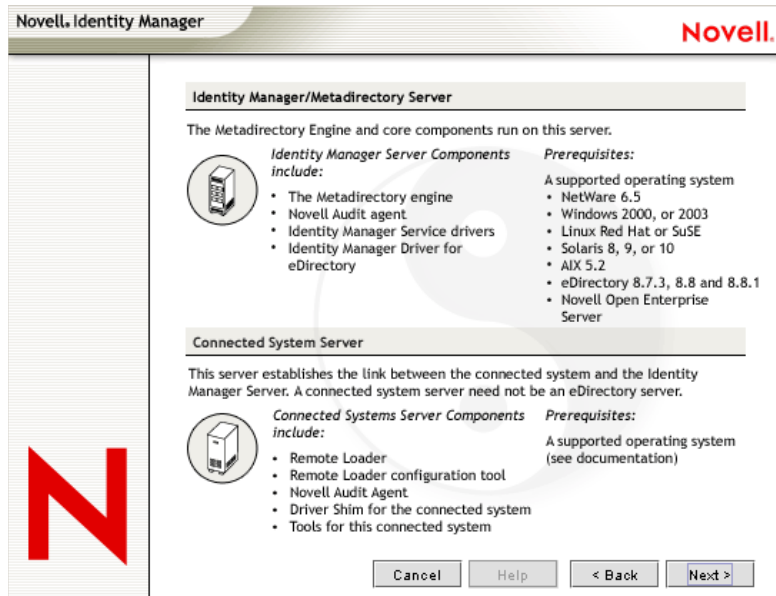 Novell. Identity Manager
Novell.
Identity Manager/Metadirectory Server
The Metadirectory Engine and core components run on this server.
Identity Manager Server Components
include:
• The Metadirectory engine
• Novell Audit agent
• Identity Manager Service drivers
• Identity Manager Driver for
eDirectory
Prerequisites:
A supported operating system
• NetWare 6.5
• Windows 2000, or 2003
• Linux Red Hat or SuSE
• Solaris 8, 9, or 10
• AIX 5.2
• eDirectory 8.7.3, 8.8 and 8.8.1
• Novell Open Enterprise
Server
Connected System Server
This server establishes the link between the connected system and the Identity
Manager Server. A connected system server need not be an eDirectory server.
Connected Systems Server Components
include:
• Remote Loader
• Remote Loader configuration tool
• Novell Audit Agent
• Driver Shim for the connected system
• Tools for this connected system
Prerequisites:
A supported operating system
(see documentation)
N
Cancel
Help
< Back
Next >